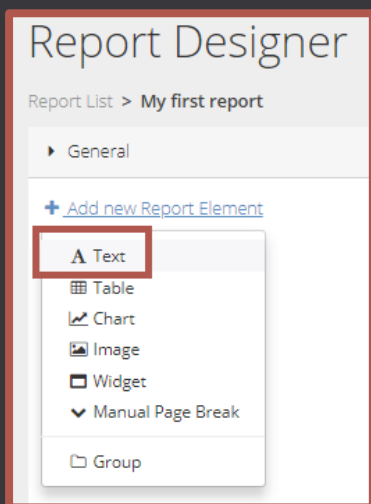 Report Designer
Report List > My first report
General
Add new Report Element
Text
Table
Chart
Image
Widget
Manual Page Break
Group